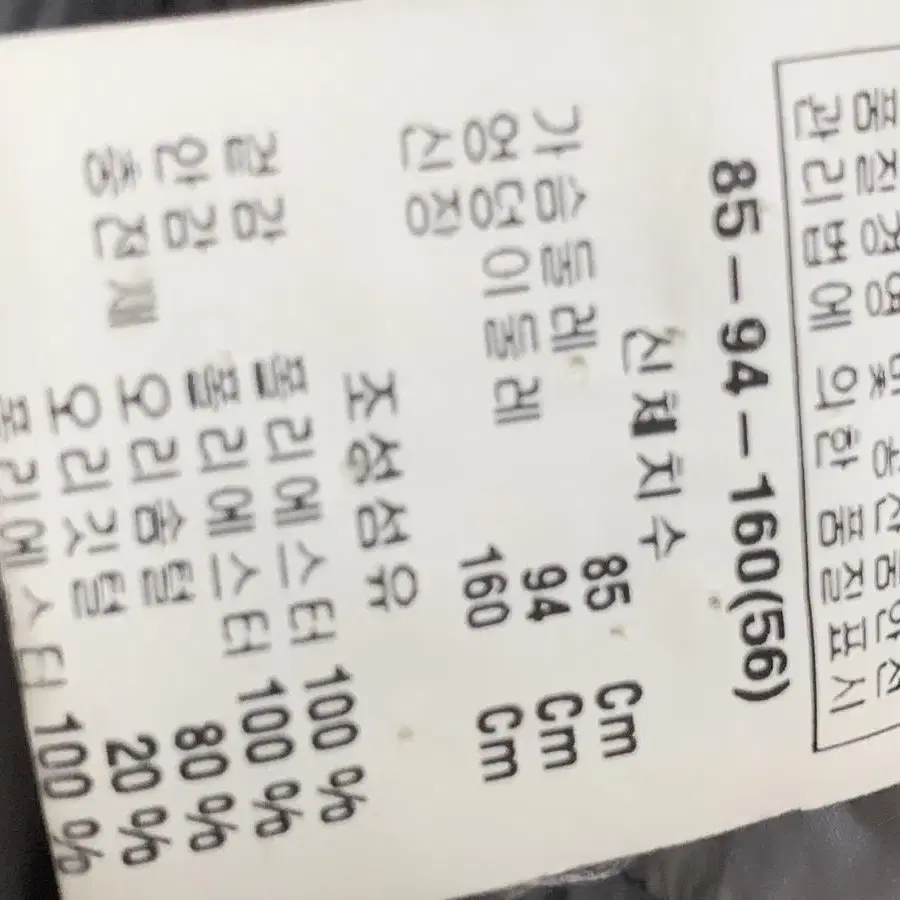 품질경영 및 공산품안전
관리법에 의한 품질표시
85-94-160(56)
신체치수
가슴둘레 85 Cm
엉덩이둘레 94 Cm
신장 160 Cm
조성섬유
겉감 폴리에스터 100 %
안감 폴리에스터 100 %
충전재 오리솜털 80 %
오리깃털 20 %
폴리에스터 100 %